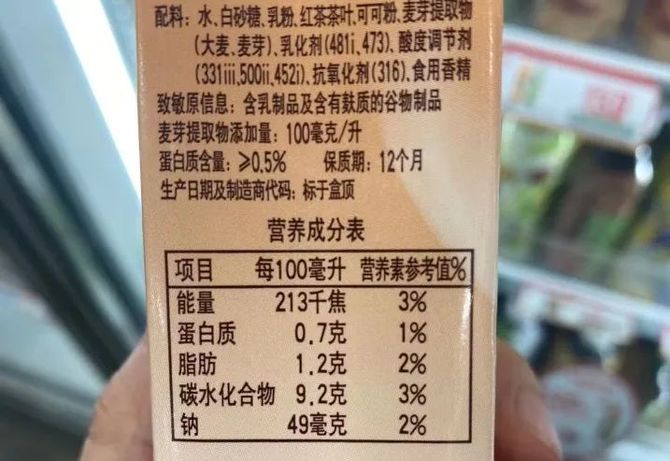 配料：水、白砂糖、乳粉、红茶茶叶、可可粉、麦芽提取物
(大麦、麦芽)、乳化剂(481i、473)、酸度调节剂
(331iii,500ii,452i)、抗氧化剂(316)、食用香精
致敏原信息：含乳制品及含有麸质的谷物制品
麦芽提取物添加量：100毫克/升
蛋白质含量：≥0.5% 保质期：12个月
生产日期及制造商代码：标于盒顶
营养成分表
项目 每100毫升 营养素参考值%
能量 213千焦 3%
蛋白质 0.7克 1%
脂肪 1.2克 2%
碳水化合物 9.2克 3%
钠 49毫克 2%